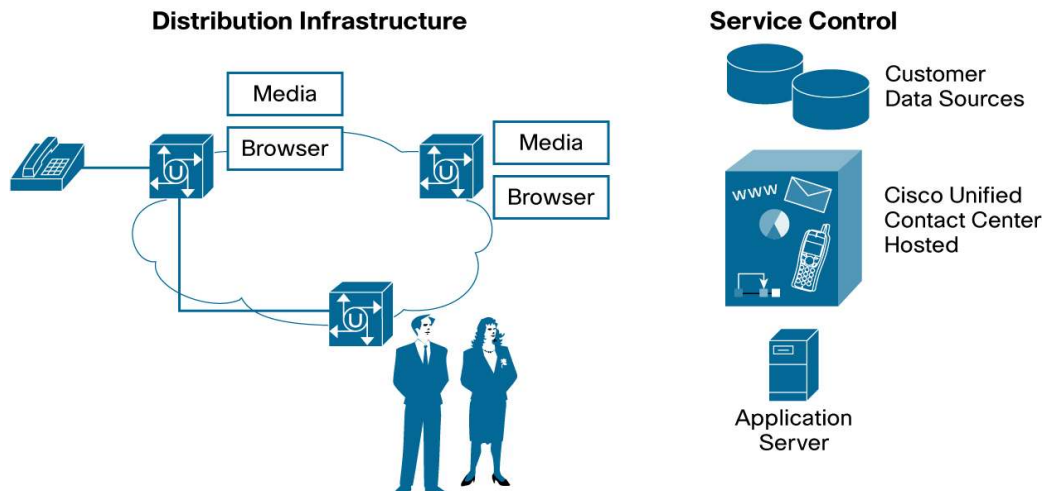 Distribution Infrastructure
Service Control
Media
Browser
U
Media
Browser
U
U
Customer
Data Sources
www
Cisco Unified
Contact Center
Hosted
Application
Server